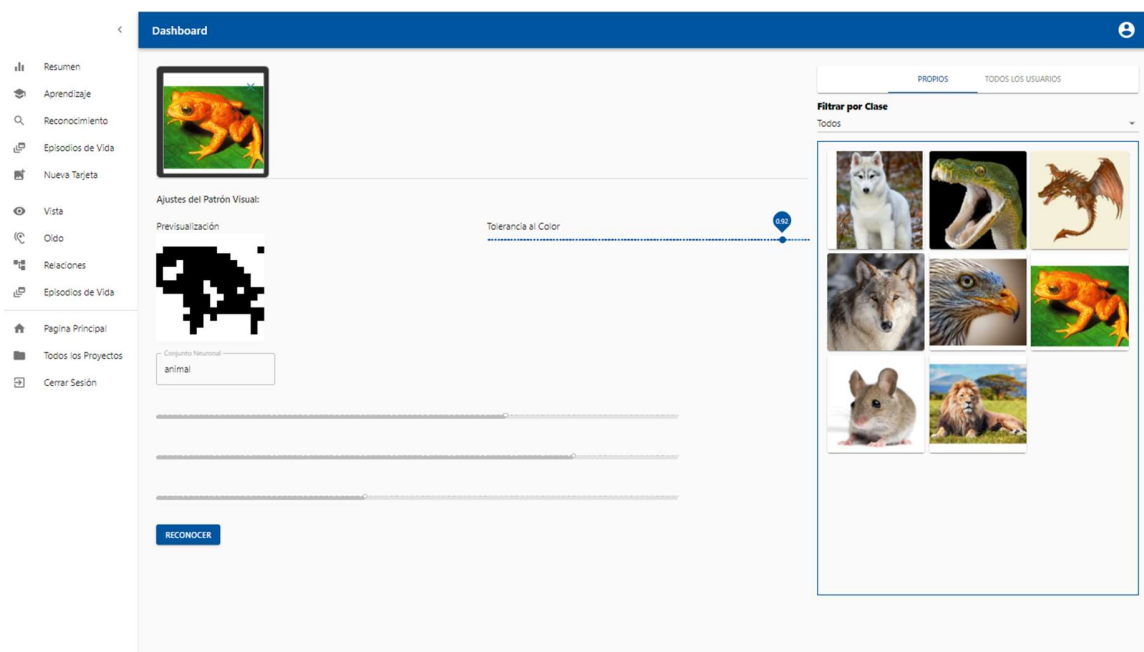 Dashboard
Resumen
Aprendizaje
Reconocimiento
Episodios de Vida
Nueva Tarjeta
Vista
Oído
Relaciones
Episodios de Vida
Pagina Principal
Todos los Proyectos
Cerrar Sesión
Ajustes del Patrón Visual:
Previsualización
Tolerancia al Color
0.92
Conjunto Neuronal
animal
RECONOCER
PROPIOS TODOS LOS USUARIOS
Filtrar por Clase
Todos